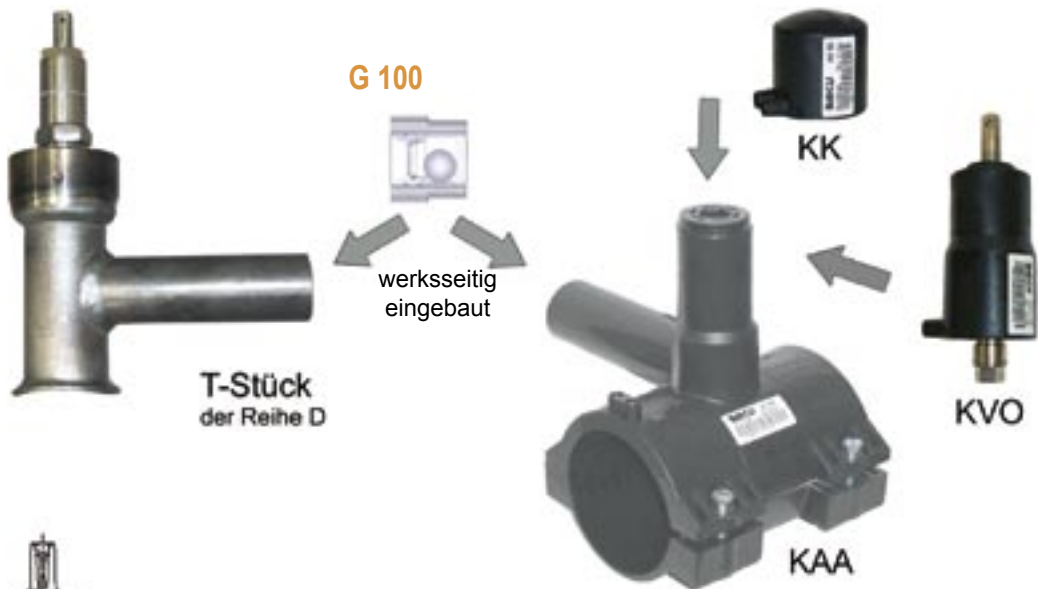 G 100
KK
werksseitig
eingebaut
T-Stück
der Reihe D
KVO
KAA